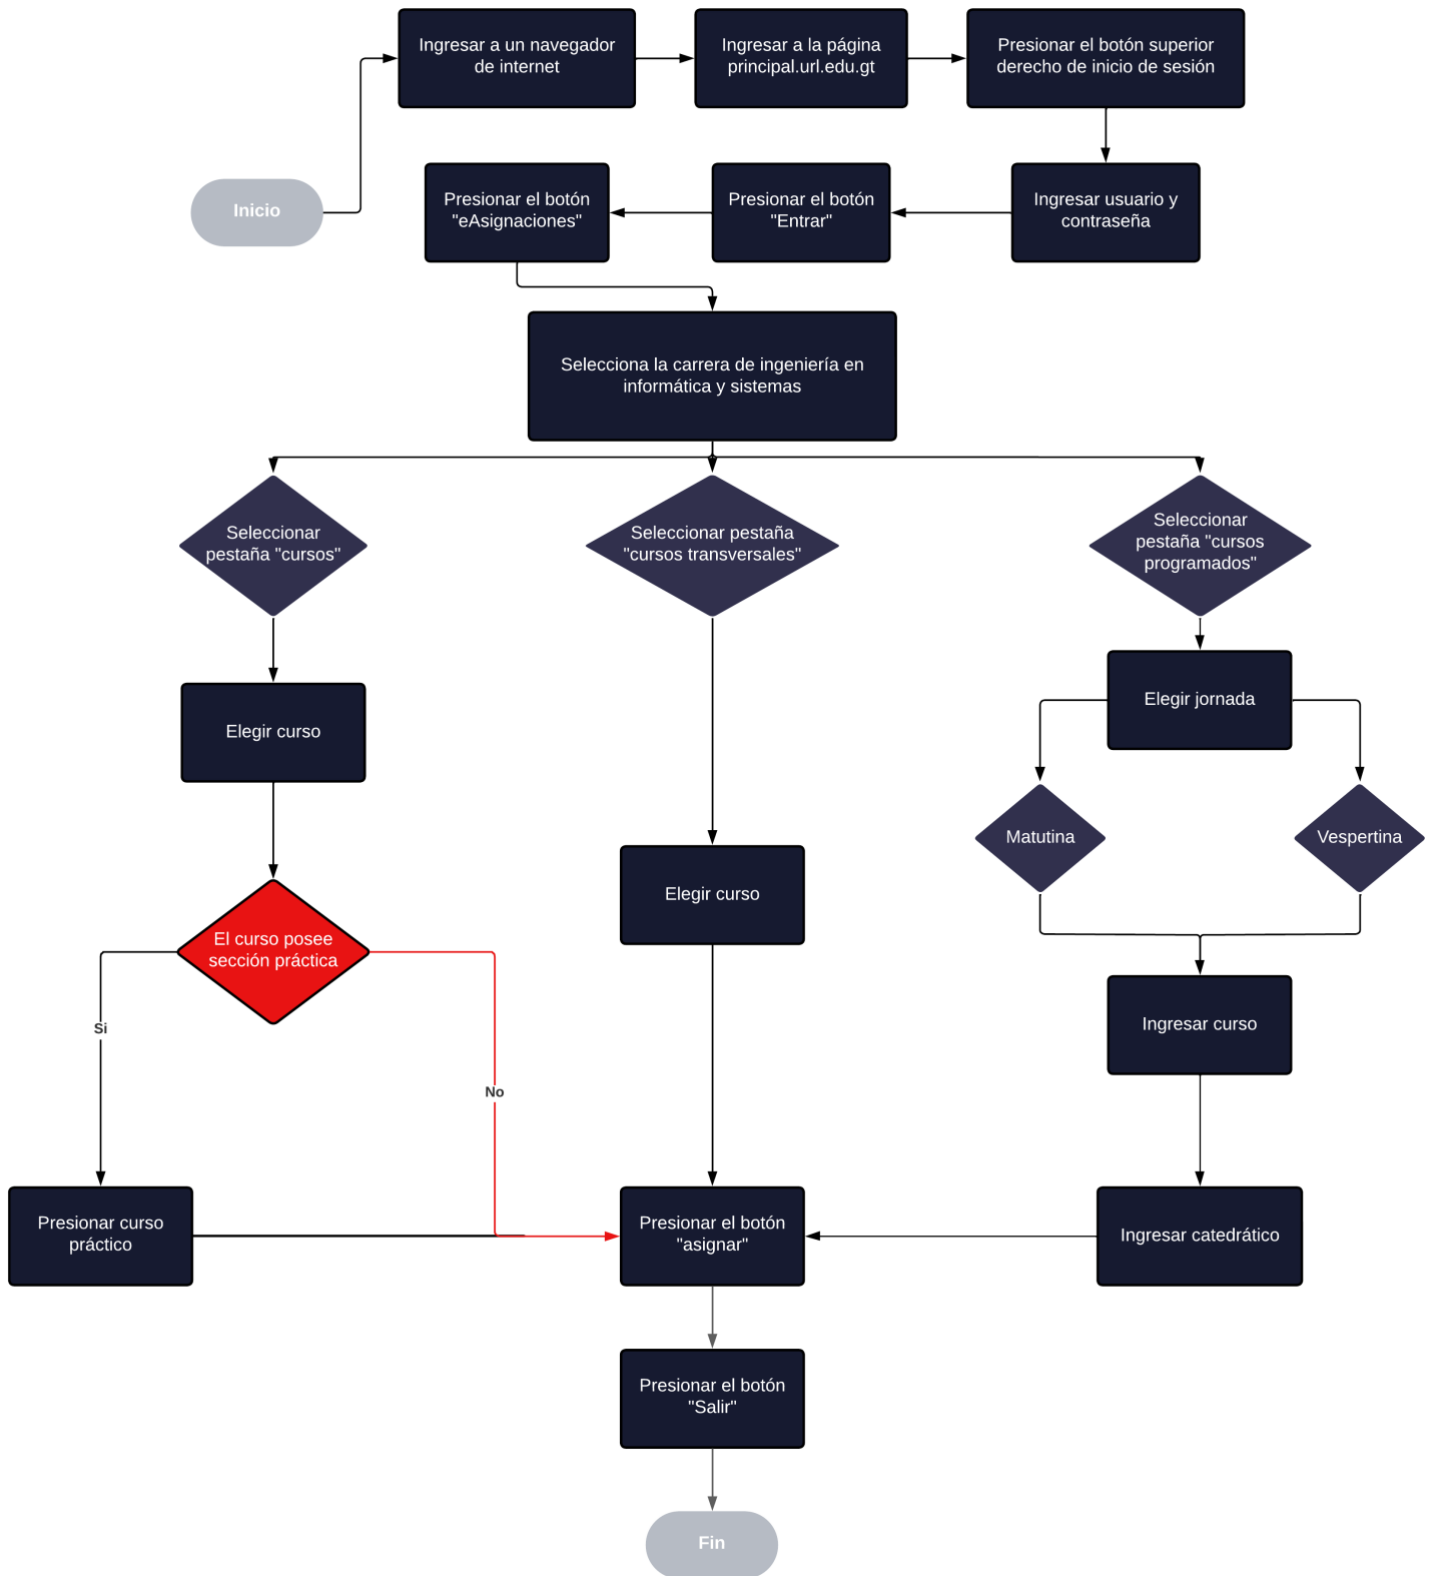 Ingresar a un navegador
de internet
Ingresar a la página
principal.url.edu.gt
Presionar el botón superior
derecho de inicio de sesión
Inicio
Presionar el botón
"eAsignaciones"
Presionar el botón
"Entrar"
Ingresar usuario y
contraseña
Selecciona la carrera de ingeniería en
informática y sistemas
Seleccionar
pestaña "cursos"
Seleccionar pestaña
"cursos transversales"
Seleccionar
pestaña "cursos
programados"
Elegir curso
Elegir jornada
Matutina
Vespertina
Elegir curso
El curso posee
sección práctica
Si
No
Ingresar curso
Presionar curso
práctico
Presionar el botón
"asignar"
Ingresar catedrático
Presionar el botón
"Salir"
Fin